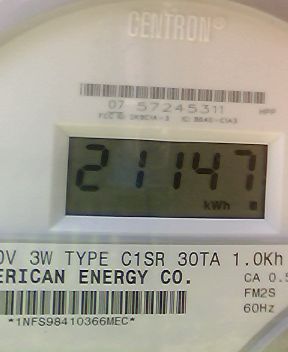 CENTRON®
07 57245311 HPP
21147
kWh
0V 3W TYPE C1SR 30TA 1.0Kh
ERICAN ENERGY CO.
CA 0.5
FM2S
60Hz
*1NFS98410366MEC*